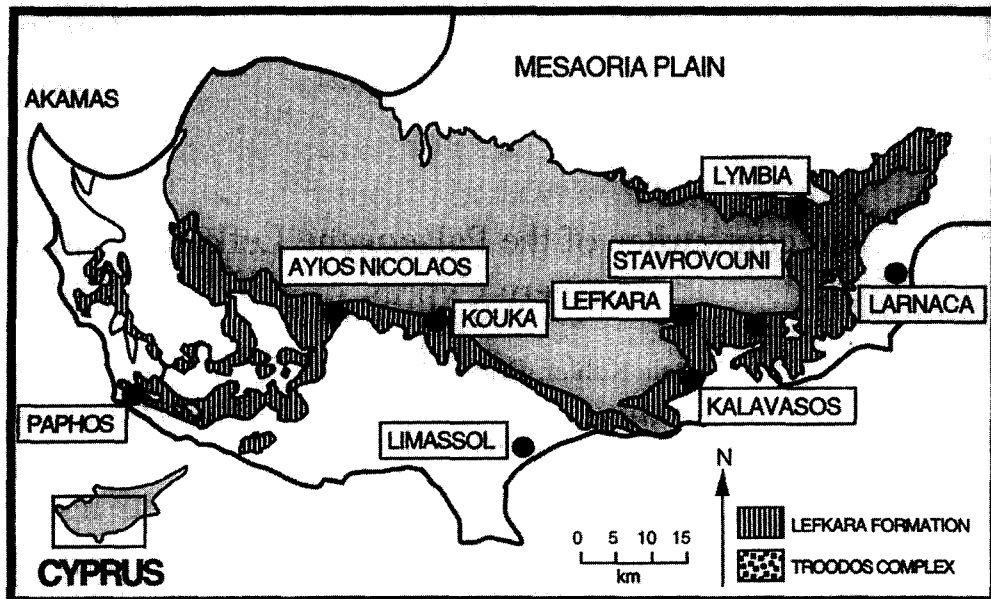 MESAORIA PLAIN
AKAMAS
LYMBIA
AYIOS NICOLAOS
STAVROVOUNI
LEFKARA
KOUKA
LARNACA
PAPHOS
KALAVASOS
LIMASSOL
N
0 5 10 15
km
LEFKARA FORMATION
TROODOS COMPLEX
CYPRUS